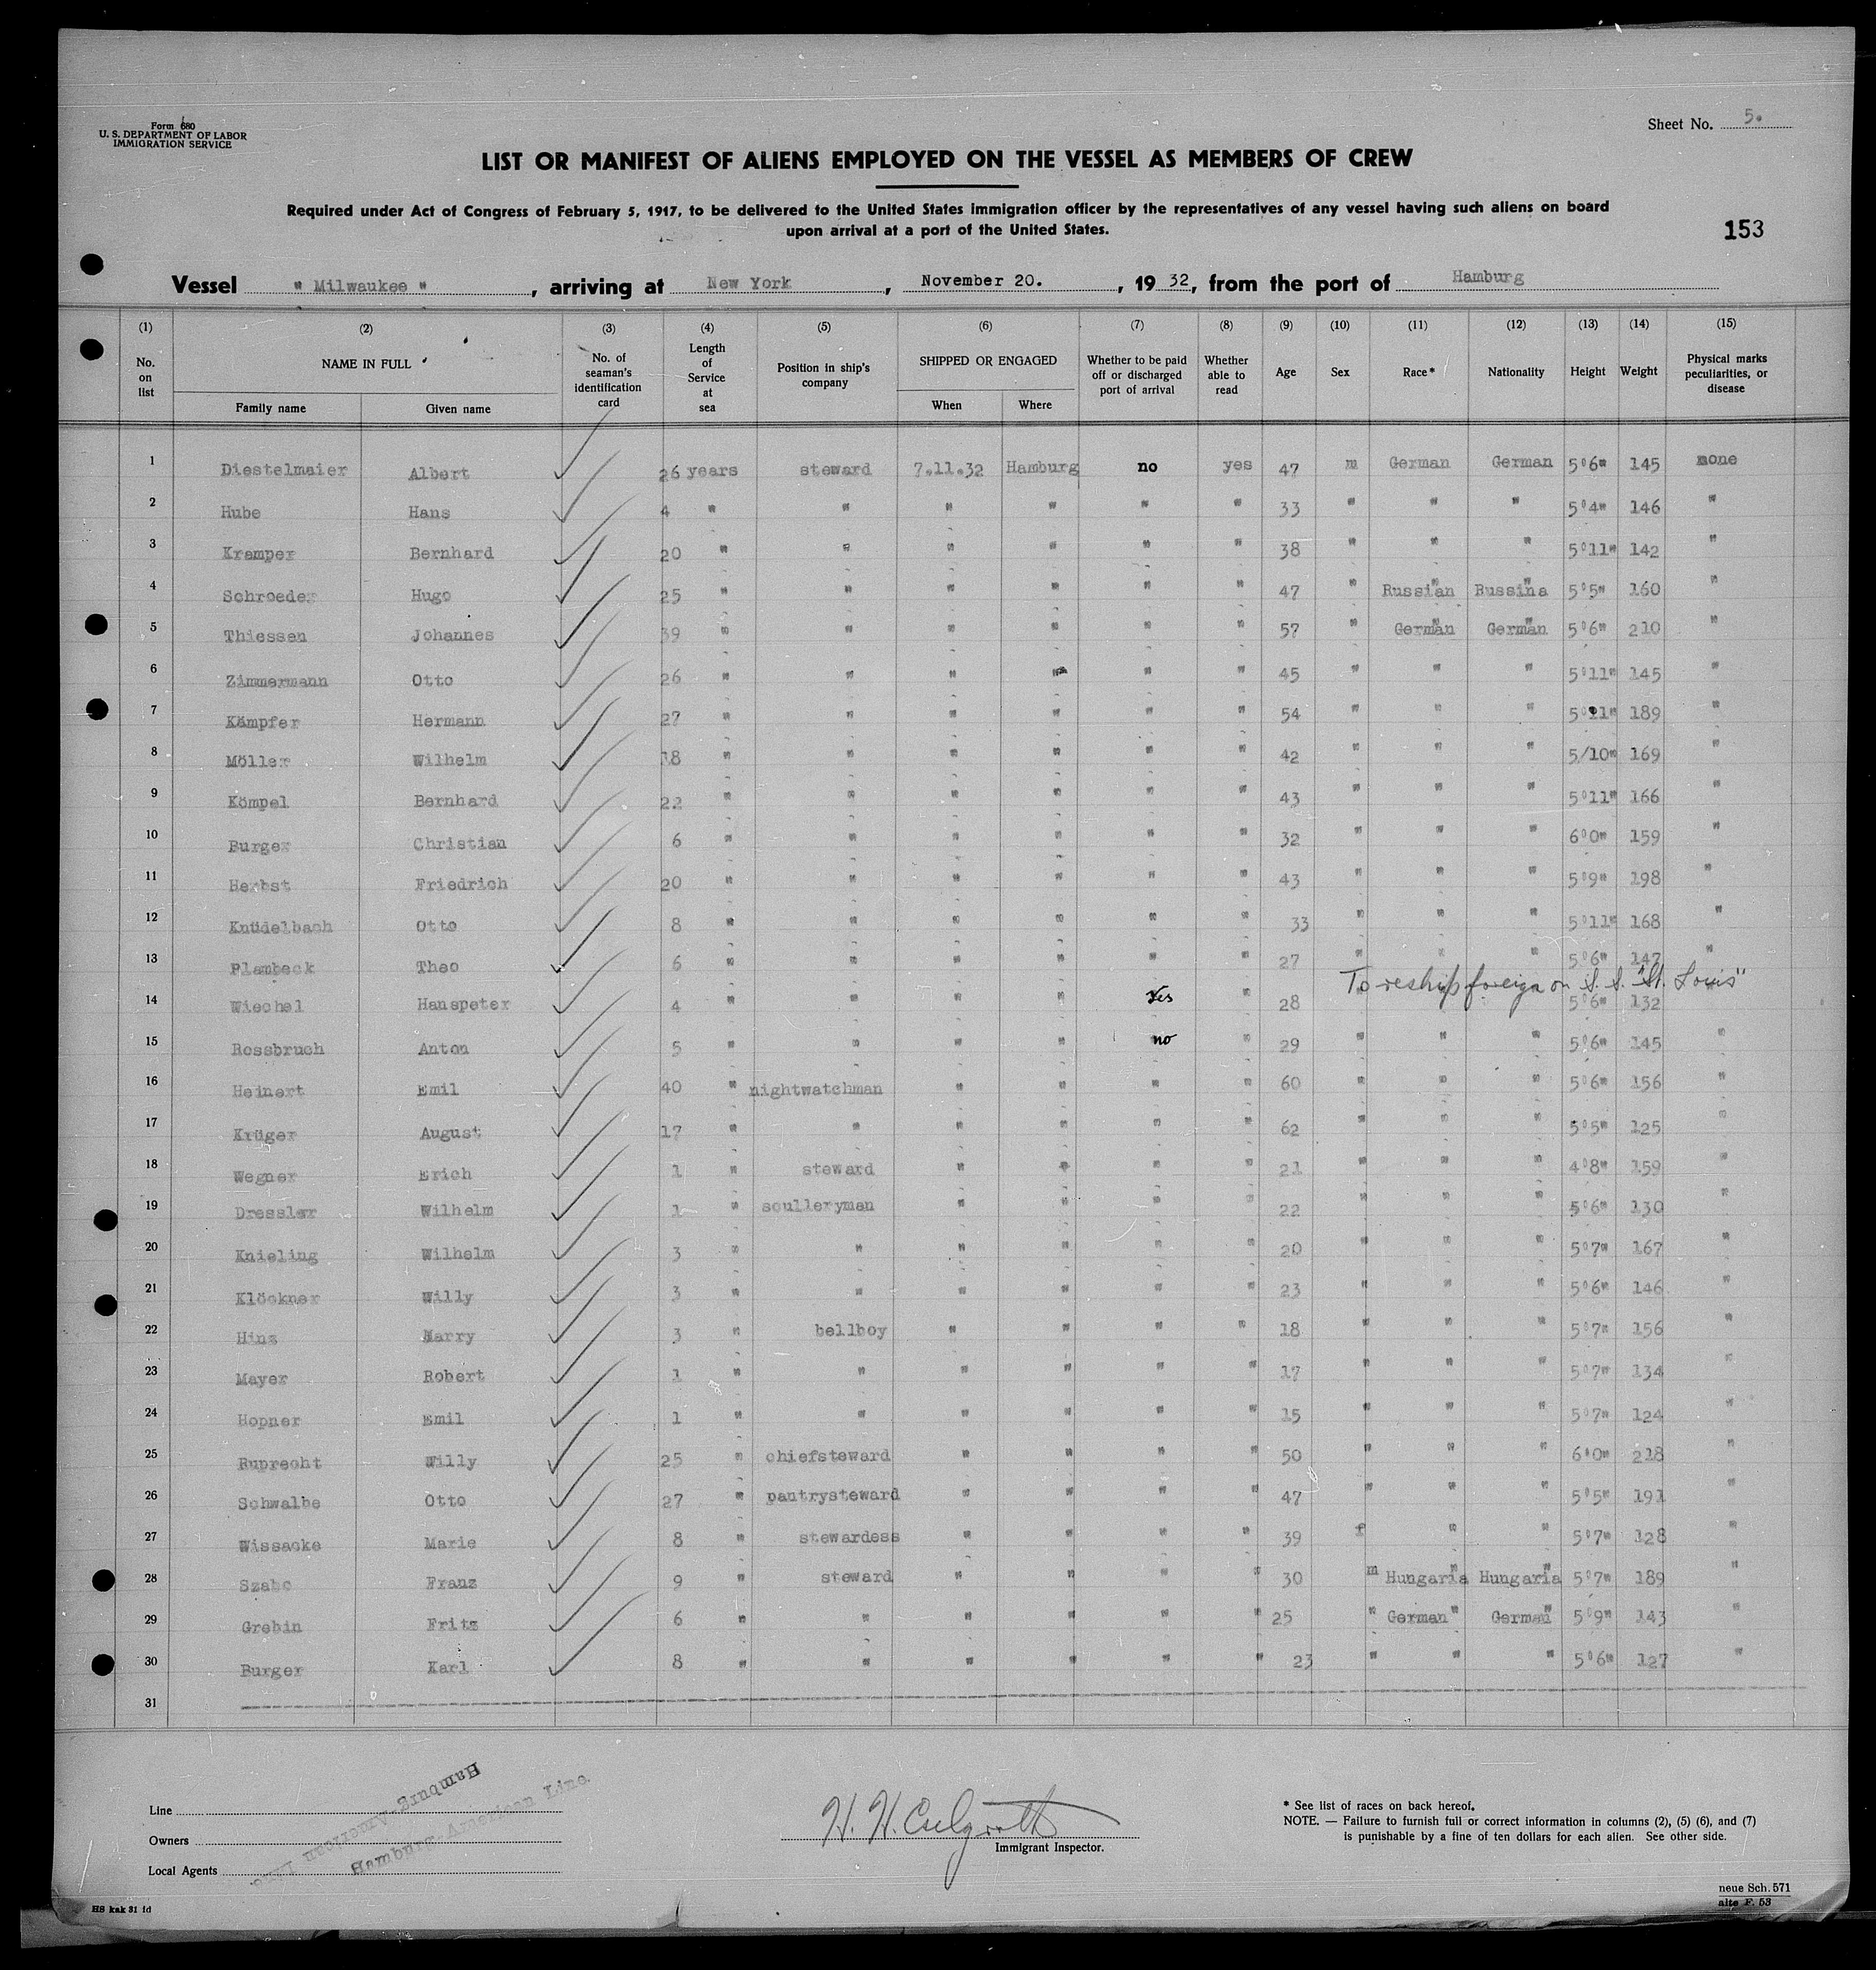 Form 680
U. S. DEPARTMENT OF LABOR
IMMIGRATION SERVICE
Sheet No. 5.
LIST OR MANIFEST OF ALIENS EMPLOYED ON THE VESSEL AS MEMBERS OF CREW
Required under Act of Congress of February 5, 1917, to be delivered to the United States immigration officer by the representatives of any vessel having such aliens on board
upon arrival at a port of the United States.
153
Vessel " Milwaukee ", arriving at New York, November 20., 19 32, from the port of Hamburg
(1) (2) (3) (4) (5) (6) (7) (8) (9) (10) (11) (12) (13) (14) (15)
No. on list NAME IN FULL Family name Given name No. of seaman's identification card Length of Service at sea Position in ship's company SHIPPED OR ENGAGED When Where Whether to be paid off or discharged port of arrival Whether able to read Age Sex Race* Nationality Height Weight Physical marks peculiarities, or disease
1 Diestelmaier Albert 26 years steward 7.11.32 Hamburg no yes 47 m German German 5°6" 145 none
2 Hube Hans 4 " " " " " " 33 " " " 5°4" 146 "
3 Kramper Bernhard 20 " " " " " " 38 " " " 5°11" 142 "
4 Schroeder Hugo 25 " " " " " " 47 " Russian Russina 5°5" 160 "
5 Thiessen Johannes 39 " " " " " " 57 " German German 5°6" 210 "
6 Zimmermann Otto 26 " " " " " " 45 " " " 5°11" 145 "
7 Kämpfer Hermann 27 " " " " " " 54 " " " 5°11" 189 "
8 Möller Wilhelm 18 " " " " " " 42 " " " 5/10" 169 "
9 Kömpel Bernhard 22 " " " " " " 43 " " " 5°11" 166 "
10 Burger Christian 6 " " " " " " 32 " " " 6°0" 159 "
11 Herbst Friedrich 20 " " " " " " 43 " " " 5°9" 198 "
12 Knüdelbach Otto 8 " " " " " " 33 " " " 5°11" 168 "
13 Plambeck Theo 6 " " " " " " 27 " " " 5°6" 147 "
To reship foreign on S. S. "St. Louis"
14 Wiechel Hanspeter 4 " " " " Yes " 28 5°6" 132
15 Rossbruch Anton 5 " " " " no " 29 " " " 5°6" 145 "
16 Heinert Emil 40 " nightwatchman " " " " 60 " " " 5°6" 156 "
17 Krüger August 17 " " " " " " 62 " " " 5°5" 125 "
18 Wegner Erich 1 " steward " " " " 21 " " " 4°8" 159 "
19 Dressler Wilhelm 1 " sculleryman " " " " 22 " " " 5°6" 130 "
20 Knieling Wilhelm 3 " " " " " " 20 " " " 5°7" 167 "
21 Klöckner Willy 3 " " " " " " 23 " " " 5°6" 146 "
22 Hinz Harry 3 " bellboy " " " " 18 " " " 5°7" 156 "
23 Mayer Robert 1 " " " " " " 17 " " " 5°7" 134 "
24 Hopner Emil 1 " " " " " " 15 " " " 5°7" 124 "
25 Ruprecht Willy 25 " chiefsteward " " " " 50 " " " 6°0" 218 "
26 Schwalbe Otto 27 " pantrysteward " " " " 47 " " " 5°5" 191 "
27 Wissacke Marie 8 " stewardess " " " " 39 f " " 5°7" 128 "
28 Szabo Franz 9 " steward " " " " 30 m Hungaria Hungaria 5°7" 189 "
29 Grebin Fritz 6 " " " " " " 25 " German German 5°9" 143 "
30 Burger Karl 8 " " " " " " 23 " " " 5°6" 127 "
31
Line
Owners
Local Agents
Hamburg-American Line
Hamburg-American Line.
Immigrant Inspector.
* See list of races on back hereof.
NOTE. — Failure to furnish full or correct information in columns (2), (5) (6), and (7)
is punishable by a fine of ten dollars for each alien. See other side.
neue Sch. 571
alte F. 53
HS kak 31 fd